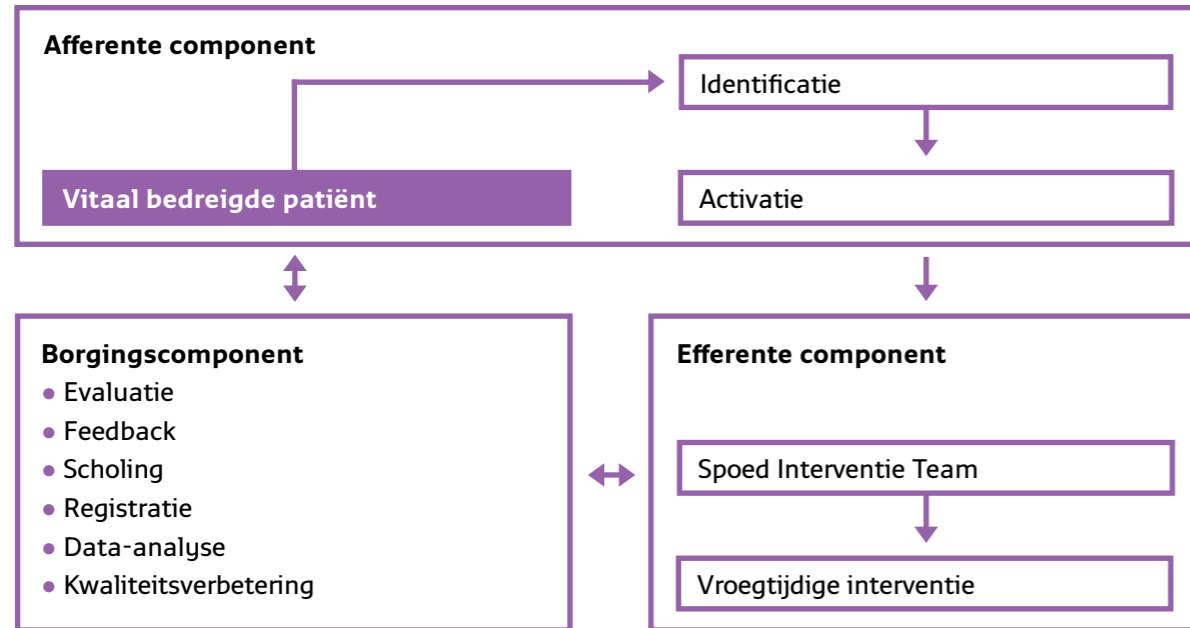 Afferente component
Identificatie
Vitaal bedreigde patiënt
Activatie
Borgingscomponent
• Evaluatie
• Feedback
• Scholing
• Registratie
• Data-analyse
• Kwaliteitsverbetering
Efferente component
Spoed Interventie Team
Vroegtijdige interventie